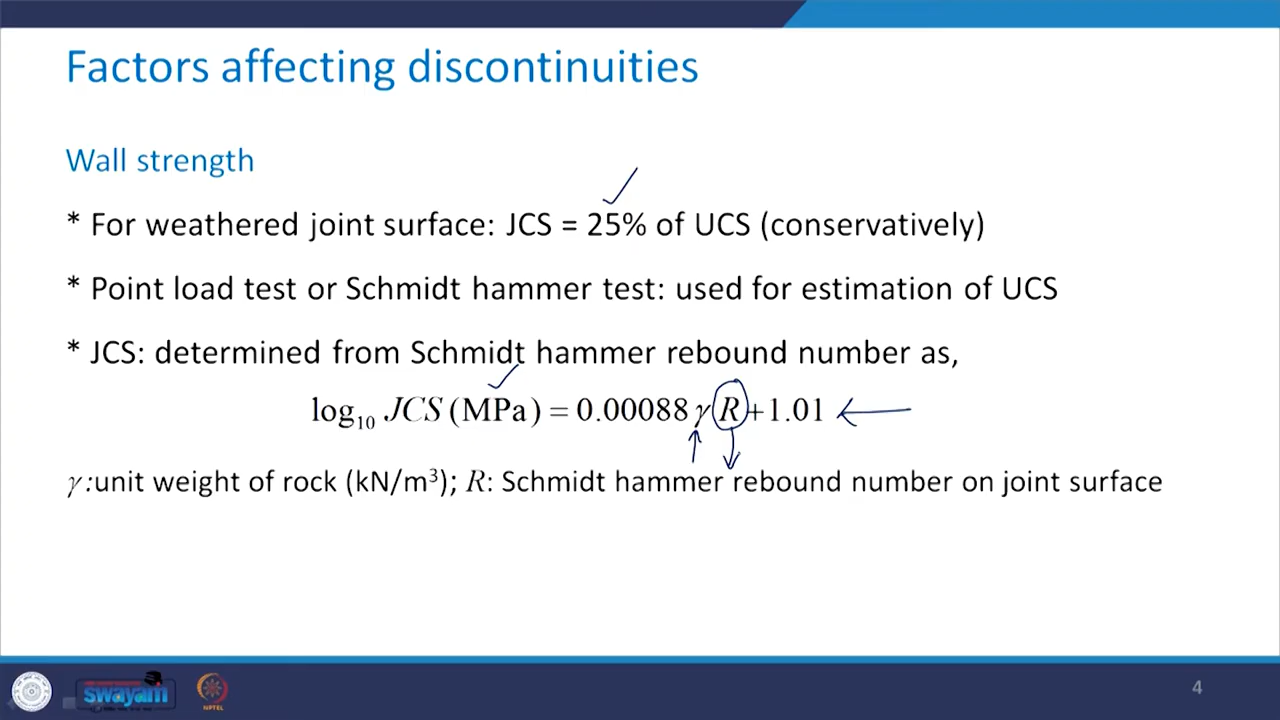 Factors affecting discontinuities
Wall strength
* For weathered joint surface: JCS = 25% of UCS (conservatively)
* Point load test or Schmidt hammer test: used for estimation of UCS
* JCS: determined from Schmidt hammer rebound number as,
log₁₀ JCS (MPa) = 0.00088 γ R + 1.01
γ :unit weight of rock (kN/m³); R: Schmidt hammer rebound number on joint surface
swayam
NPTEL
4